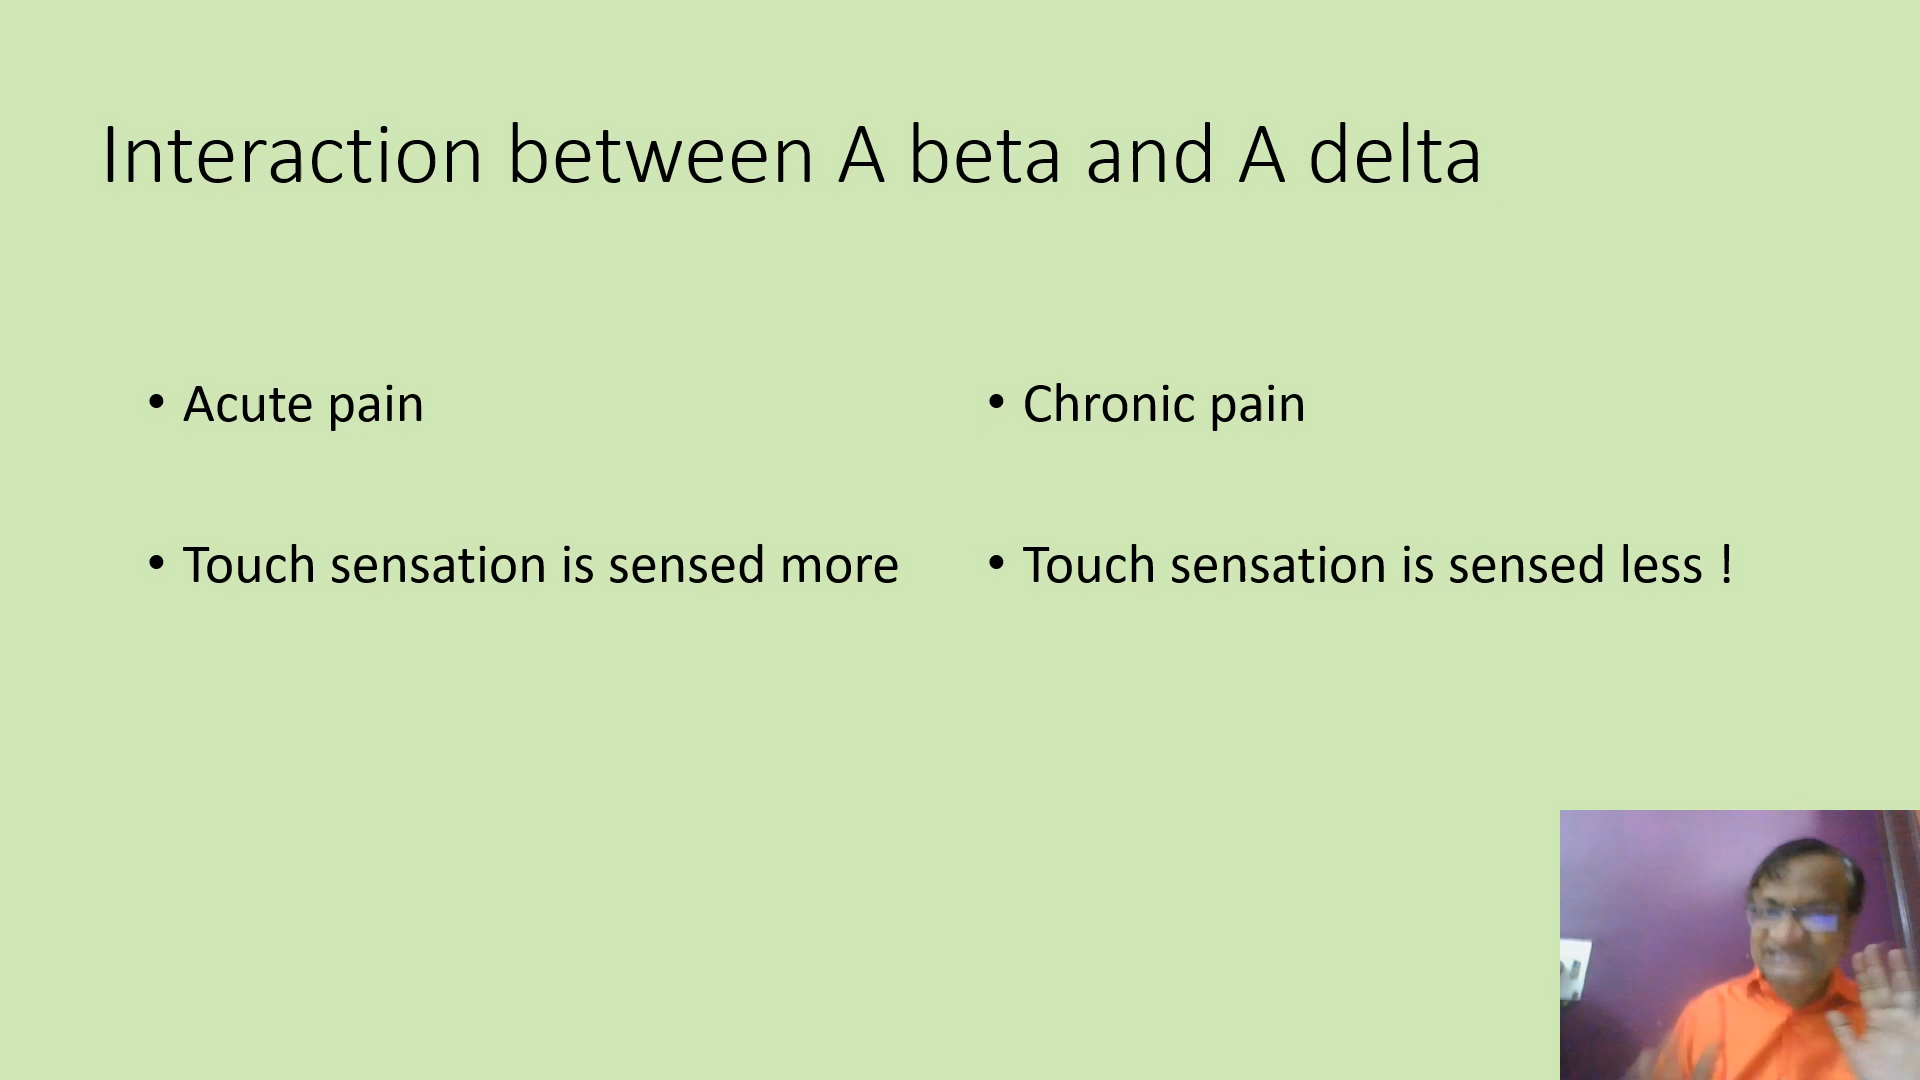 Interaction between A beta and A delta
• Acute pain
• Touch sensation is sensed more
• Chronic pain
• Touch sensation is sensed less !